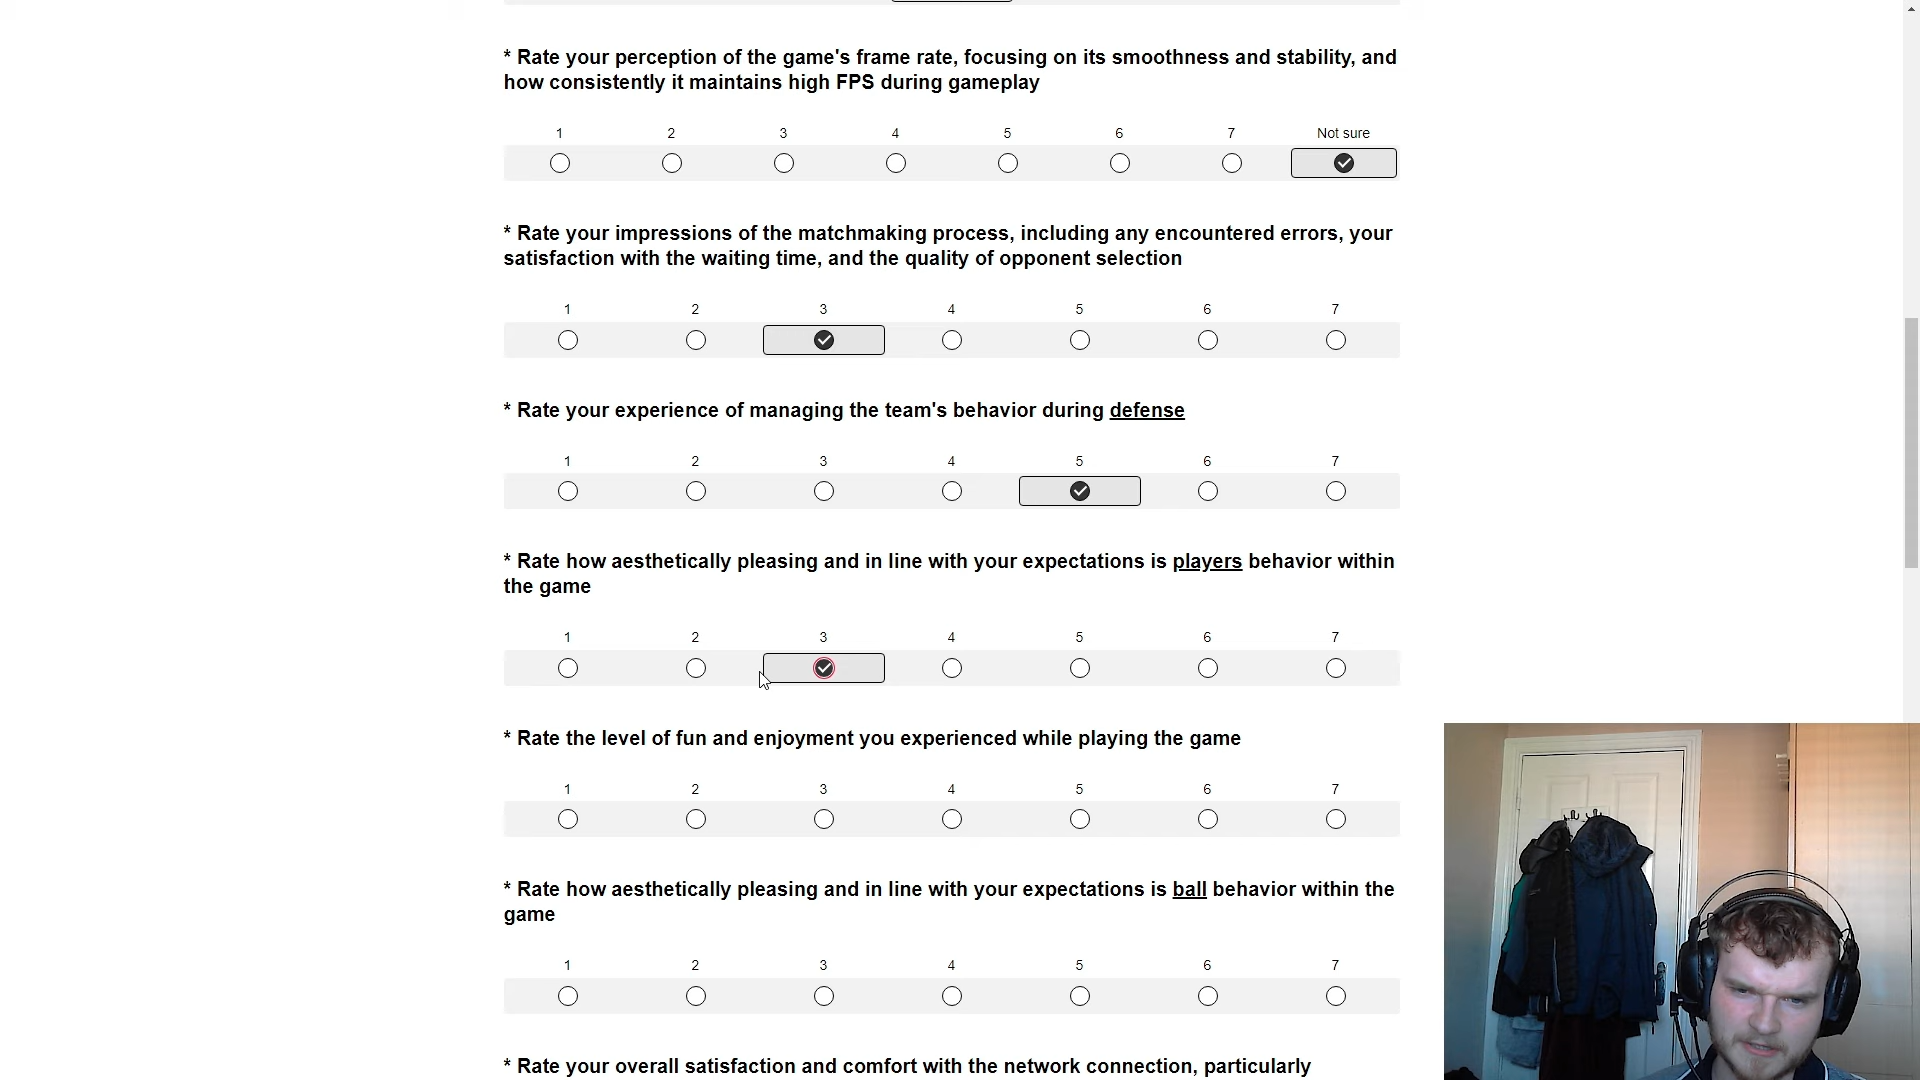 * Rate your perception of the game's frame rate, focusing on its smoothness and stability, and
how consistently it maintains high FPS during gameplay
1 2 3 4 5 6 7 Not sure
* Rate your impressions of the matchmaking process, including any encountered errors, your
satisfaction with the waiting time, and the quality of opponent selection
1 2 3 4 5 6 7
* Rate your experience of managing the team's behavior during defense
1 2 3 4 5 6 7
* Rate how aesthetically pleasing and in line with your expectations is players behavior within
the game
1 2 3 4 5 6 7
* Rate the level of fun and enjoyment you experienced while playing the game
1 2 3 4 5 6 7
* Rate how aesthetically pleasing and in line with your expectations is ball behavior within the
game
1 2 3 4 5 6 7
* Rate your overall satisfaction and comfort with the network connection, particularly